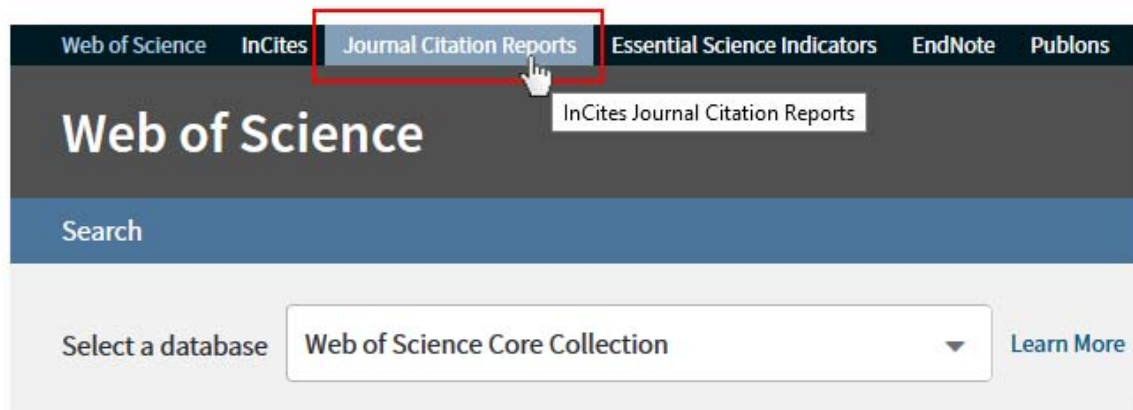 Web of Science InCites Journal Citation Reports Essential Science Indicators EndNote Publons
InCites Journal Citation Reports
Web of Science
Search
Select a database Web of Science Core Collection Learn More